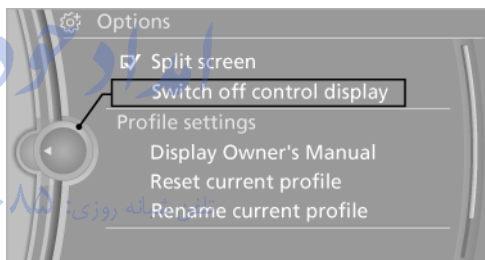 Options
Split screen
Switch off control display
Profile settings
Display Owner's Manual
Reset current profile
Rename current profile